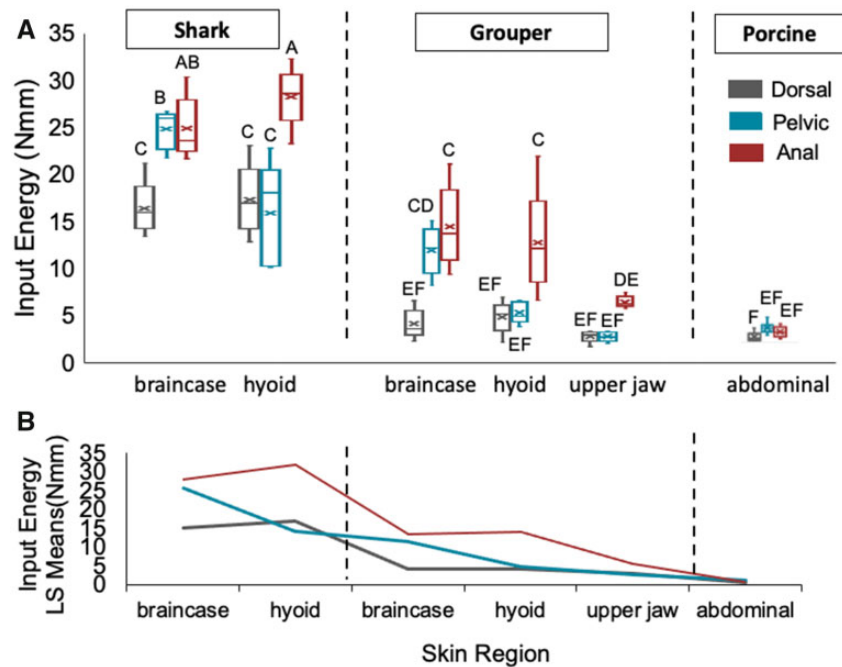 A
Shark
Grouper
Porcine
Input Energy (Nmm)
35
30
25
20
15
10
5
0
C
B
AB
C
C
A
EF
CD
C
EF
EF
C
EF
EF
DE
F
EF
EF
Dorsal
Pelvic
Anal
braincase
hyoid
braincase
hyoid
upper jaw
abdominal
B
Input Energy
LS Means(Nmm)
35
30
25
20
15
10
5
0
braincase
hyoid
braincase
hyoid
upper jaw
abdominal
Skin Region